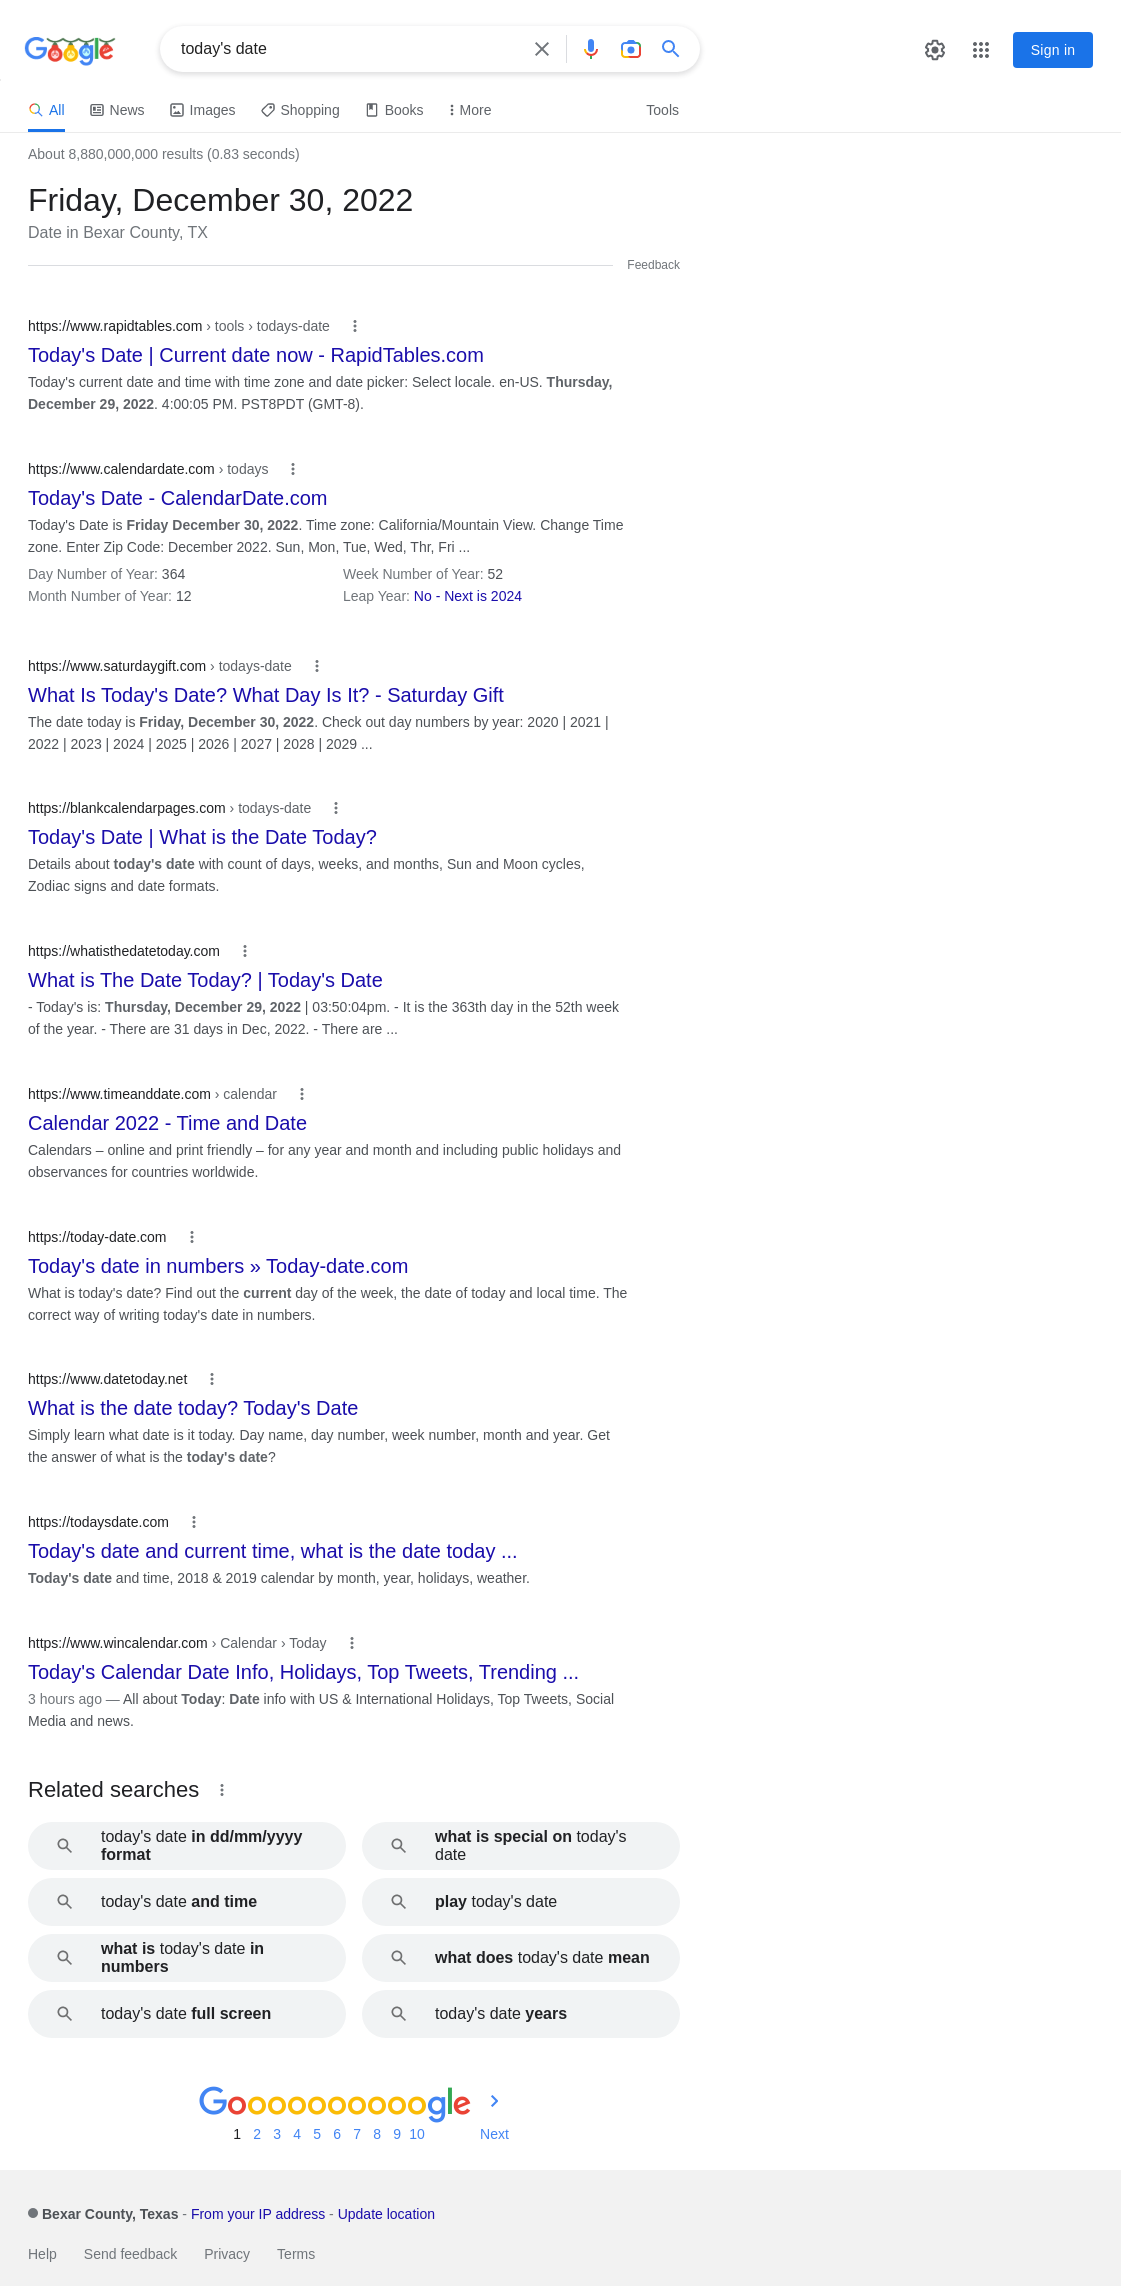 Google
today's date
Sign in
All News Images Shopping Books More Tools
About 8,880,000,000 results (0.83 seconds)
Friday, December 30, 2022
Date in Bexar County, TX
Feedback
https://www.rapidtables.com › tools › todays-date
Today's Date | Current date now - RapidTables.com
Today's current date and time with time zone and date picker: Select locale. en-US. Thursday,
December 29, 2022. 4:00:05 PM. PST8PDT (GMT-8).
https://www.calendardate.com › todays
Today's Date - CalendarDate.com
Today's Date is Friday December 30, 2022. Time zone: California/Mountain View. Change Time
zone. Enter Zip Code: December 2022. Sun, Mon, Tue, Wed, Thr, Fri ...
Day Number of Year: 364 Week Number of Year: 52
Month Number of Year: 12 Leap Year: No - Next is 2024
https://www.saturdaygift.com › todays-date
What Is Today's Date? What Day Is It? - Saturday Gift
The date today is Friday, December 30, 2022. Check out day numbers by year: 2020 | 2021 |
2022 | 2023 | 2024 | 2025 | 2026 | 2027 | 2028 | 2029 ...
https://blankcalendarpages.com › todays-date
Today's Date | What is the Date Today?
Details about today's date with count of days, weeks, and months, Sun and Moon cycles,
Zodiac signs and date formats.
https://whatisthedatetoday.com
What is The Date Today? | Today's Date
- Today's is: Thursday, December 29, 2022 | 03:50:04pm. - It is the 363th day in the 52th week
of the year. - There are 31 days in Dec, 2022. - There are ...
https://www.timeanddate.com › calendar
Calendar 2022 - Time and Date
Calendars – online and print friendly – for any year and month and including public holidays and
observances for countries worldwide.
https://today-date.com
Today's date in numbers » Today-date.com
What is today's date? Find out the current day of the week, the date of today and local time. The
correct way of writing today's date in numbers.
https://www.datetoday.net
What is the date today? Today's Date
Simply learn what date is it today. Day name, day number, week number, month and year. Get
the answer of what is the today's date?
https://todaysdate.com
Today's date and current time, what is the date today ...
Today's date and time, 2018 & 2019 calendar by month, year, holidays, weather.
https://www.wincalendar.com › Calendar › Today
Today's Calendar Date Info, Holidays, Top Tweets, Trending ...
3 hours ago — All about Today: Date info with US & International Holidays, Top Tweets, Social
Media and news.
Related searches
today's date in dd/mm/yyyy
format
what is special on today's
date
today's date and time
play today's date
what is today's date in
numbers
what does today's date mean
today's date full screen
today's date years
Goooooooooogle
1 2 3 4 5 6 7 8 9 10 Next
Bexar County, Texas - From your IP address - Update location
Help Send feedback Privacy Terms